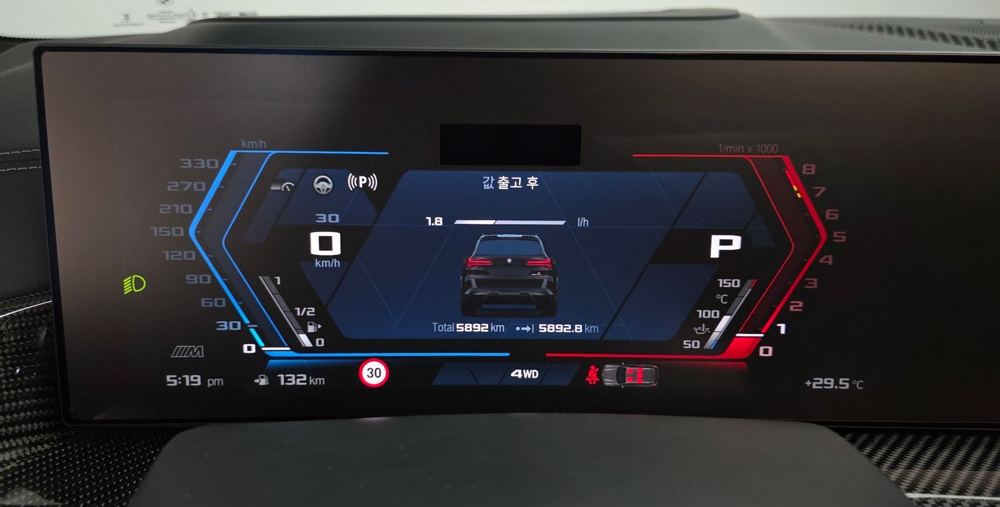 km/h
1/min x 1000
330
270
210
150
120
90
60
30
0
8
7
6
5
4
3
2
1
0
((P))
값 출고 후
30
0
km/h
1.8
l/h
P
1
1/2
0
150
°C
100
50
Total 5892 km
5892.8 km
M
5:19 pm
132 km
30
4WD
+29.5 °C